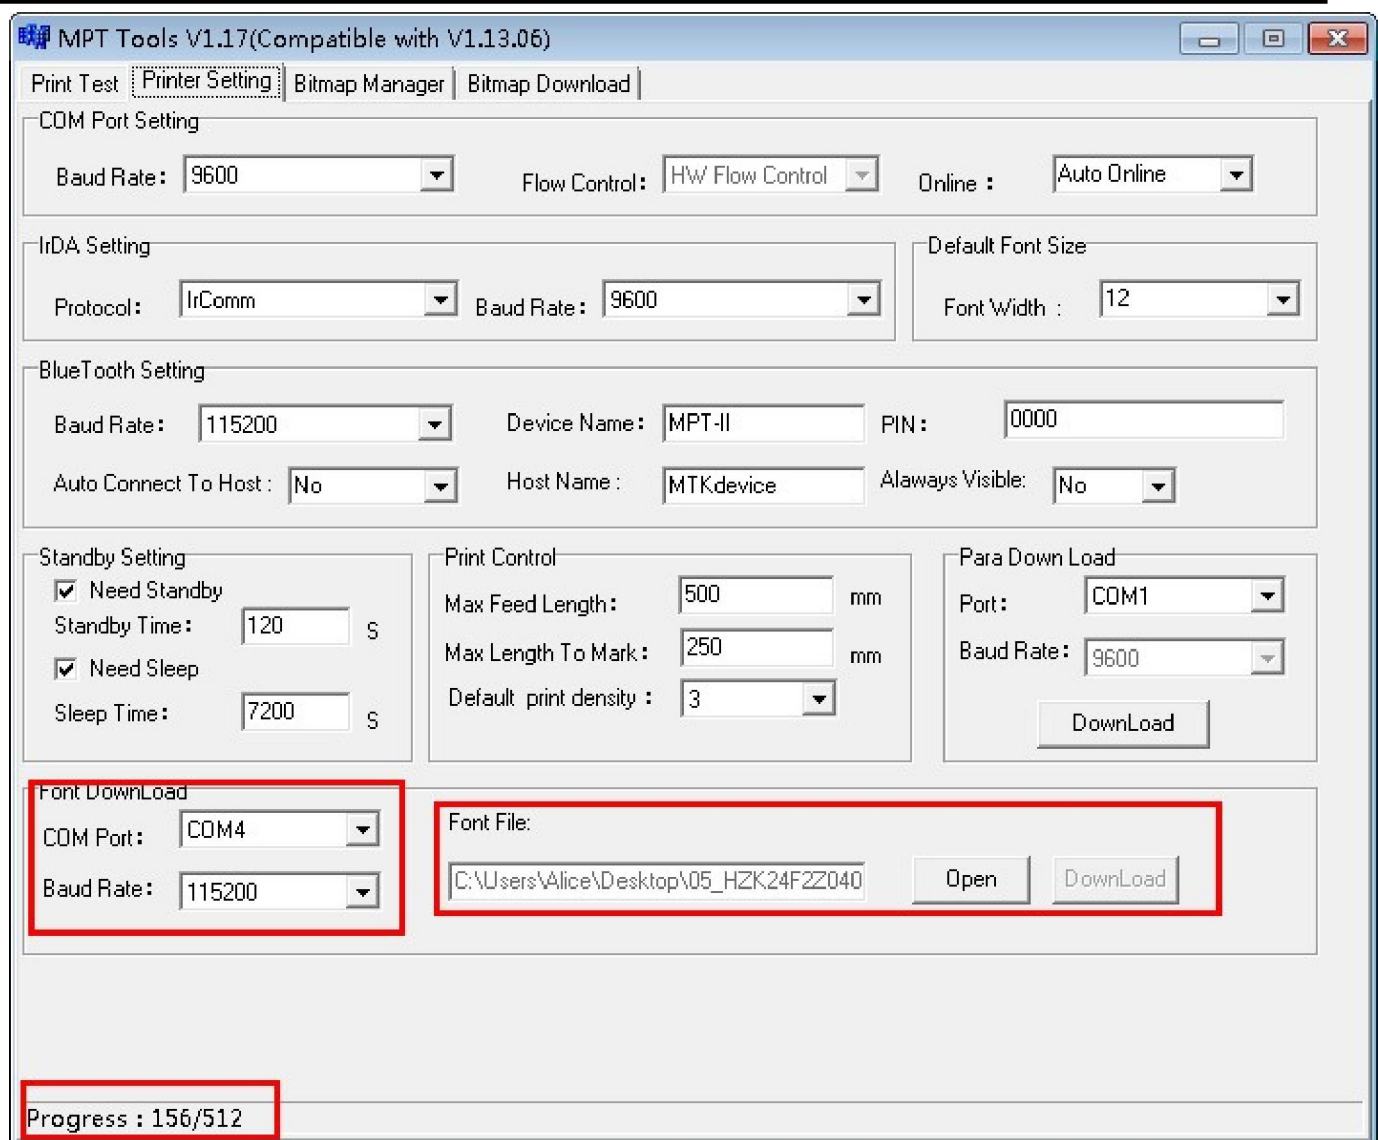 MPT Tools V1.17(Compatible with V1.13.06)
Print Test Printer Setting Bitmap Manager Bitmap Download
COM Port Setting
Baud Rate: 9600 Flow Control: HW Flow Control Online : Auto Online
IrDA Setting Default Font Size
Protocol: IrComm Baud Rate: 9600 Font Width : 12
BlueTooth Setting
Baud Rate: 115200 Device Name: MPT-II PIN: 0000
Auto Connect To Host : No Host Name : MTKdevice Alaways Visible: No
Standby Setting Print Control Para Down Load
Need Standby Max Feed Length: 500 mm Port: COM1
Standby Time: 120 S Max Length To Mark: 250 mm Baud Rate: 9600
Need Sleep Default print density : 3
Sleep Time: 7200 S DownLoad
Font DownLoad
COM Port: COM4 Font File:
Baud Rate: 115200 C:\Users\Alice\Desktop\05_HZK24F2Z040 Open DownLoad
Progress : 156/512